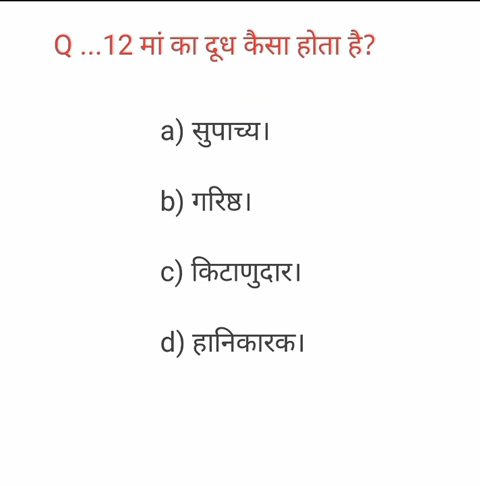 Q ...12 मां का दूध कैसा होता है?
a) सुपाच्य।
b) गरिष्ठ।
c) किटाणुदार।
d) हानिकारक।